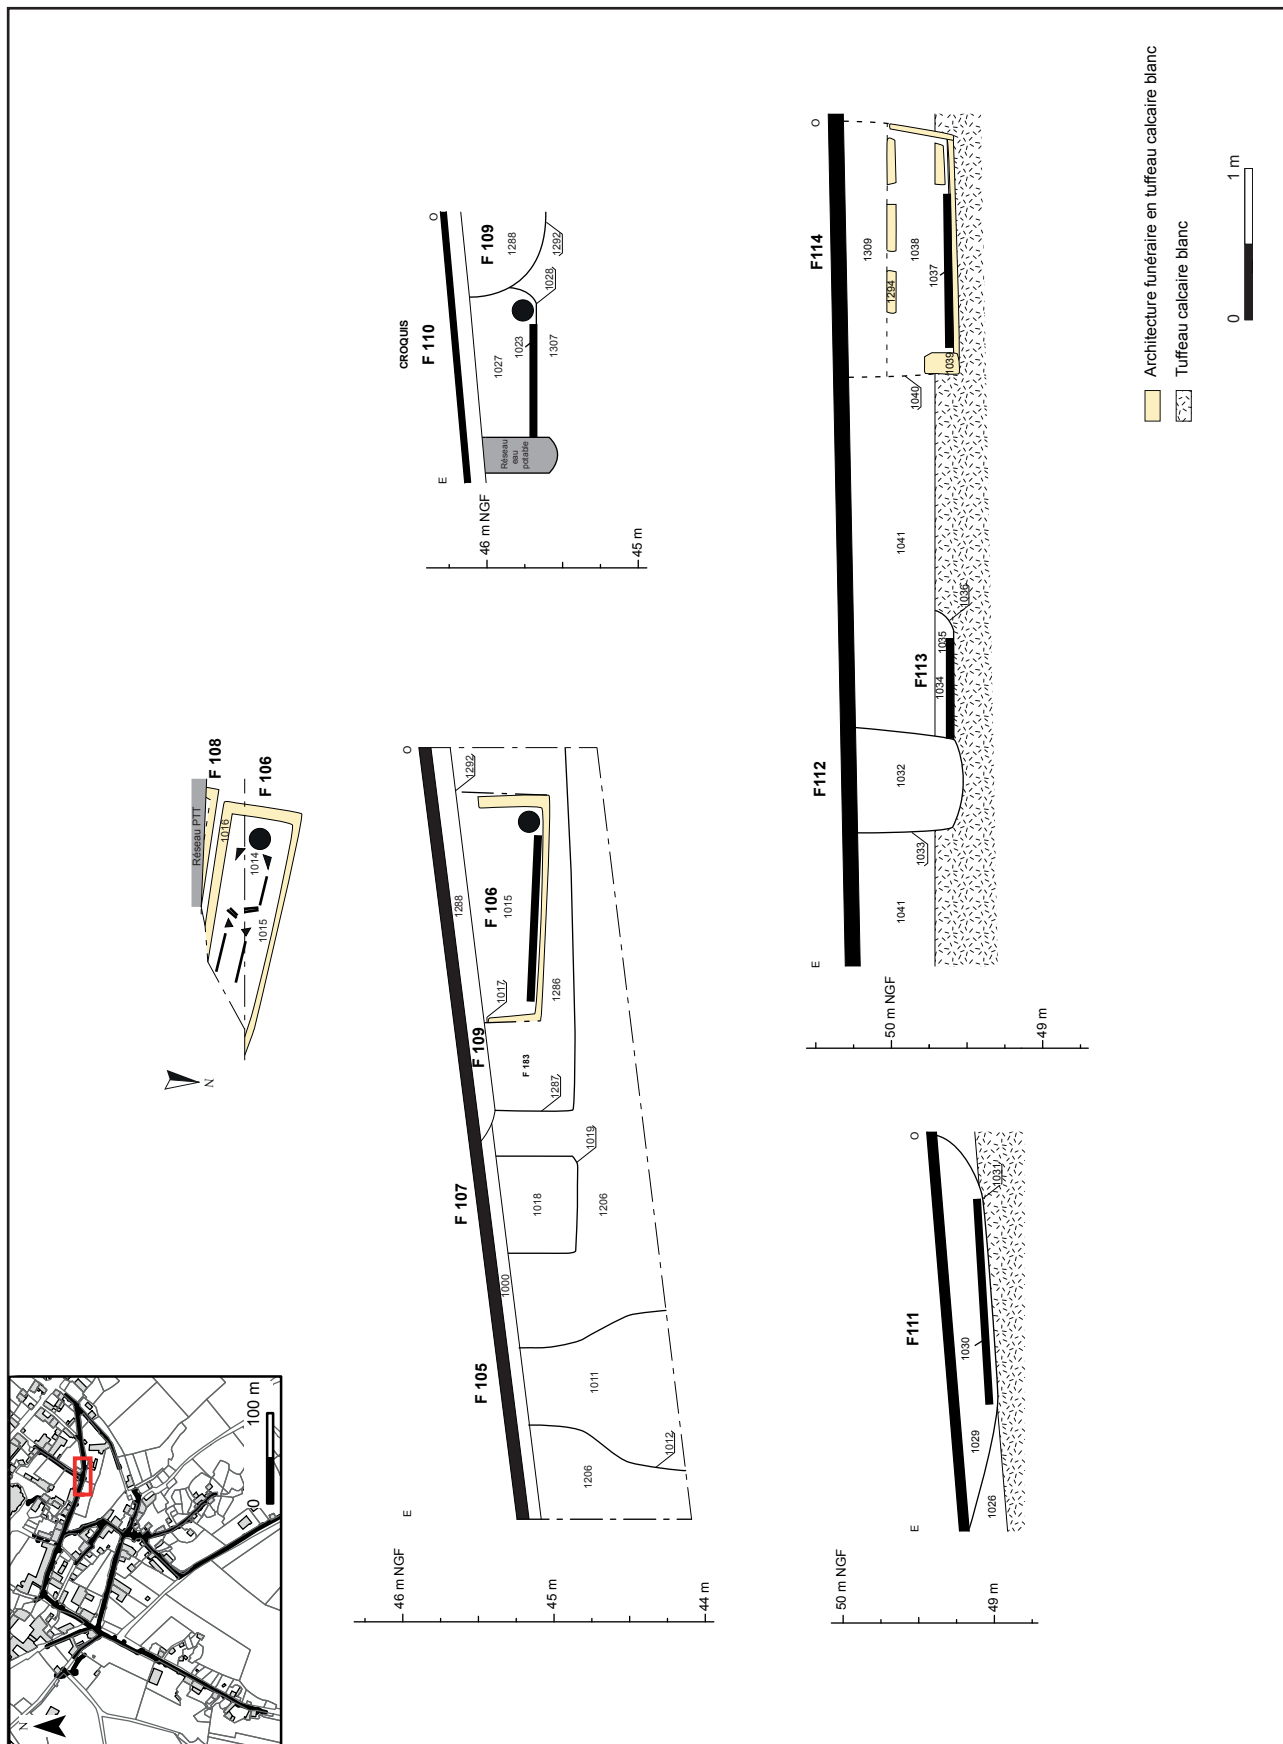 N
0
100 m
Réseau PTT
F 108
F 106
1016
1014
1015
N
CROQUIS
F 110
F 109
E
O
1027
1023
1288
1292
1028
1307
Réseau
eau
potable
46 m NGF
45 m
F 105
F 107
F 109
F 106
E
O
1000
1288
1292
1017
1015
F 183
1286
1287
1018
1019
1206
1011
1206
1012
46 m NGF
45 m
44 m
F112
F113
F114
E
O
1041
1033
1032
1034
1035
1036
1041
1040
1039
1309
1294
1038
1037
50 m NGF
49 m
F111
E
O
1030
1029
1026
1031
50 m NGF
49 m
Architecture funéraire en tuffeau calcaire blanc
Tuffeau calcaire blanc
0
1 m